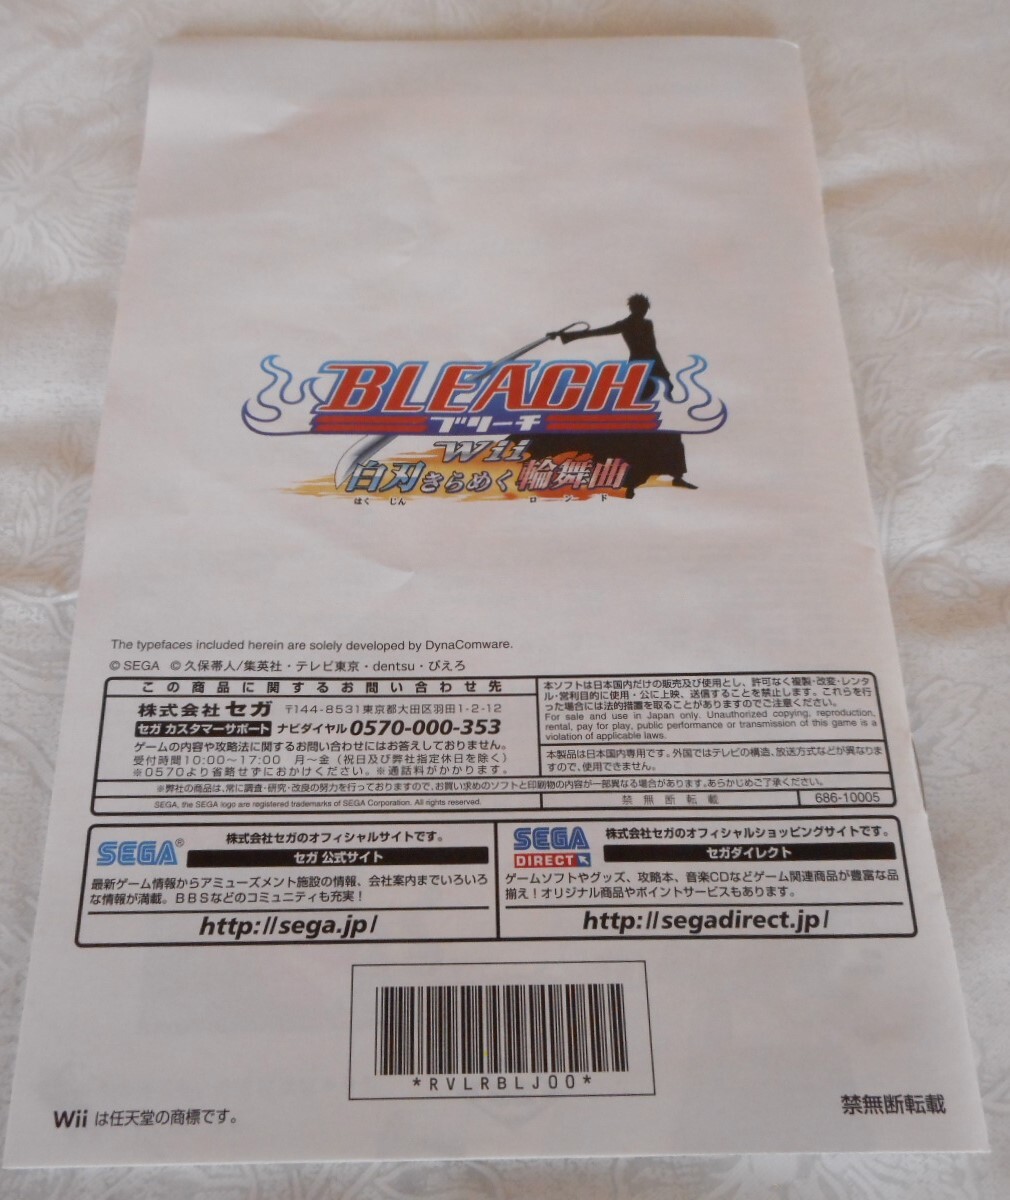 BLEACH
ブリーチ
Wii
白刃きらめく輪舞曲
はくじん ロンド
The typefaces included herein are solely developed by DynaComware.
© SEGA © 久保帯人/集英社・テレビ東京・dentsu・ぴえろ
この商品に関するお問い合わせ先
株式会社セガ 〒144-8531東京都大田区羽田1-2-12
セガ カスタマーサポート ナビダイヤル 0570-000-353
ゲームの内容や攻略法に関するお問い合わせにはお答えしておりません。
受付時間10:00〜17:00 月〜金（祝日及び弊社指定休日を除く）
※0570より省略せずにおかけください。※通話料がかかります。
本ソフトは日本国内だけの販売及び使用とし、許可なく複製・改変・レンタ
ル・営利目的に使用・公に上映、送信することを禁止します。これらを行
った場合には法的措置を取ることがありますのでご注意ください。
For sale and use in Japan only. Unauthorized copying, reproduction,
rental, pay for play, public performance or transmission of this game is a
violation of applicable laws.
本製品は日本国内専用です。外国ではテレビの構造、放送方式などが異なりま
すので、使用できません。
※弊社の商品は、常に調査・研究・改良の努力を行っておりますので、お買い求めのソフトと印刷物の内容が一部異なる場合があります。あらかじめご了承ください。
SEGA, the SEGA logo are registered trademarks of SEGA Corporation. All rights reserved.
禁無断転載
686-10005
SEGA®
株式会社セガのオフィシャルサイトです。
セガ 公式サイト
最新ゲーム情報からアミューズメント施設の情報、会社案内までいろいろ
な情報が満載。BBSなどのコミュニティも充実！
http://sega.jp/
SEGA
DIRECT
株式会社セガのオフィシャルショッピングサイトです。
セガダイレクト
ゲームソフトやグッズ、攻略本、音楽CDなどゲーム関連商品が豊富な品
揃え！オリジナル商品やポイントサービスもあります。
http://segadirect.jp/
*RVLRBLJ00*
Wii は任天堂の商標です。
禁無断転載